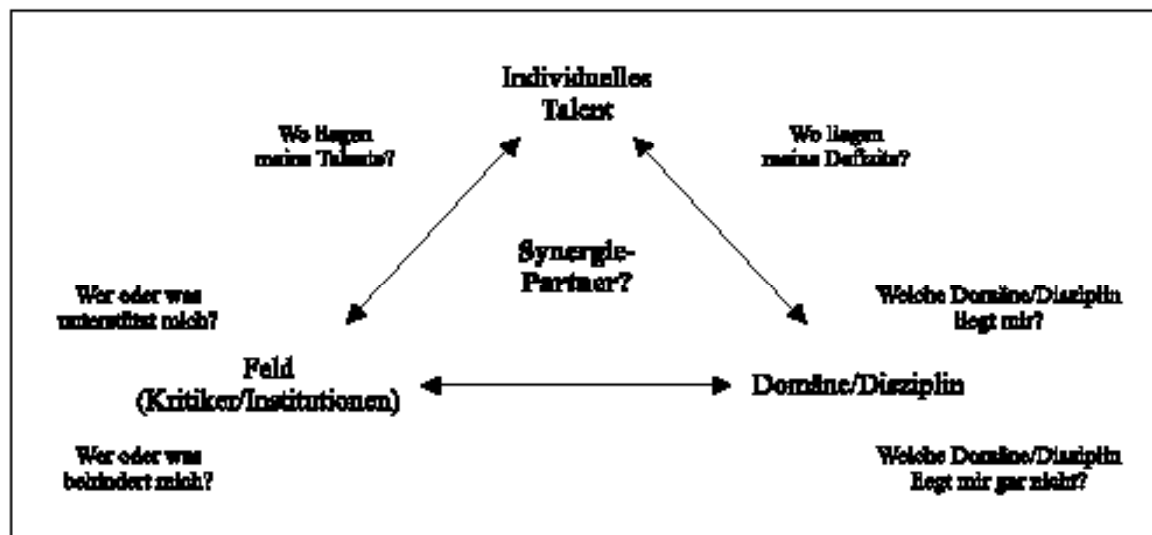 Individuelles
Talent
Wo liegen
meine Talente?
Wo liegen
meine Defizite?
Synergie-
Partner?
Wer oder was
unterstützt mich?
Welche Domäne/Disziplin
liegt mir?
Feld
(Kritiker/Institutionen)
Domäne/Disziplin
Wer oder was
behindert mich?
Welche Domäne/Disziplin
liegt mir gar nicht?